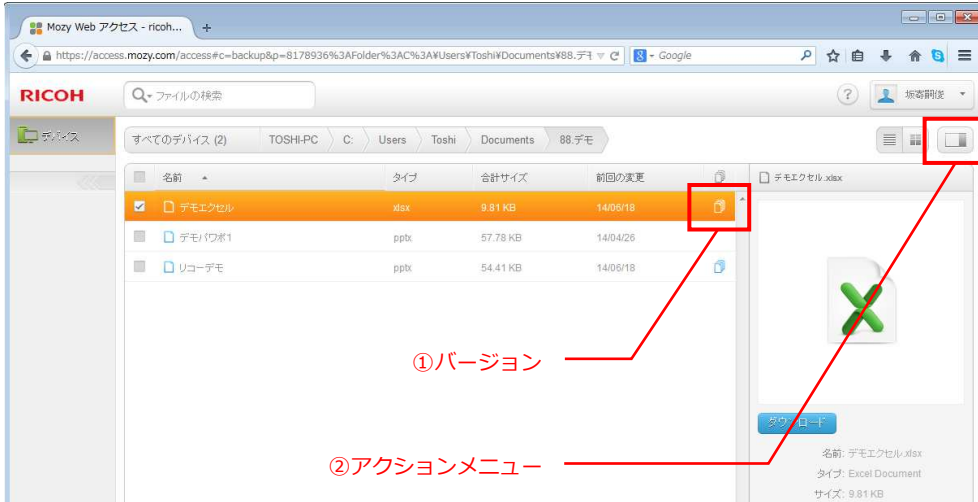 Mozy Web アクセス - ricoh...
https://access.mozy.com/access#c=backup&p=8178936%3AFolder%3AC%3A¥Users¥Toshi¥Documents¥88.デモ
Google
RICOH
ファイルの検索
デバイス
すべてのデバイス (2) TOSHI-PC C: Users Toshi Documents 88.デモ
名前 タイプ 合計サイズ 前回の変更
デモエクセル.xlsx
デモエクセル xlsx 9.81 KB 14/06/18
デモパワポ1 pptx 57.78 KB 14/04/26
リコーデモ pptx 54.41 KB 14/06/18
①バージョン
②アクションメニュー
ダウンロード
名前: デモエクセル.xlsx
タイプ: Excel Document
サイズ: 9.81 KB